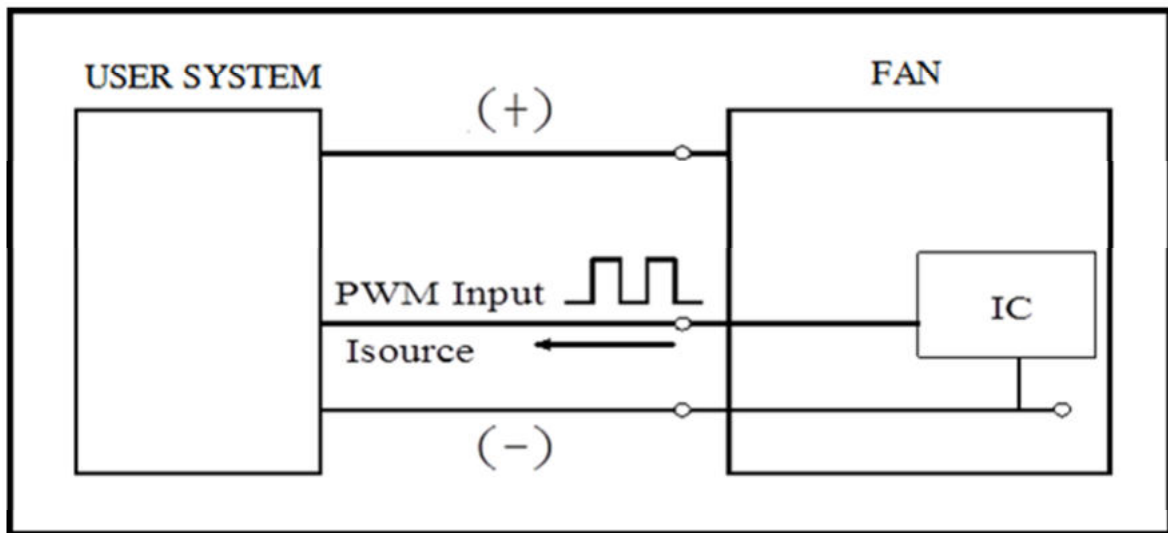 USER SYSTEM
FAN
(+)
PWM Input
IC
Isource
(-)